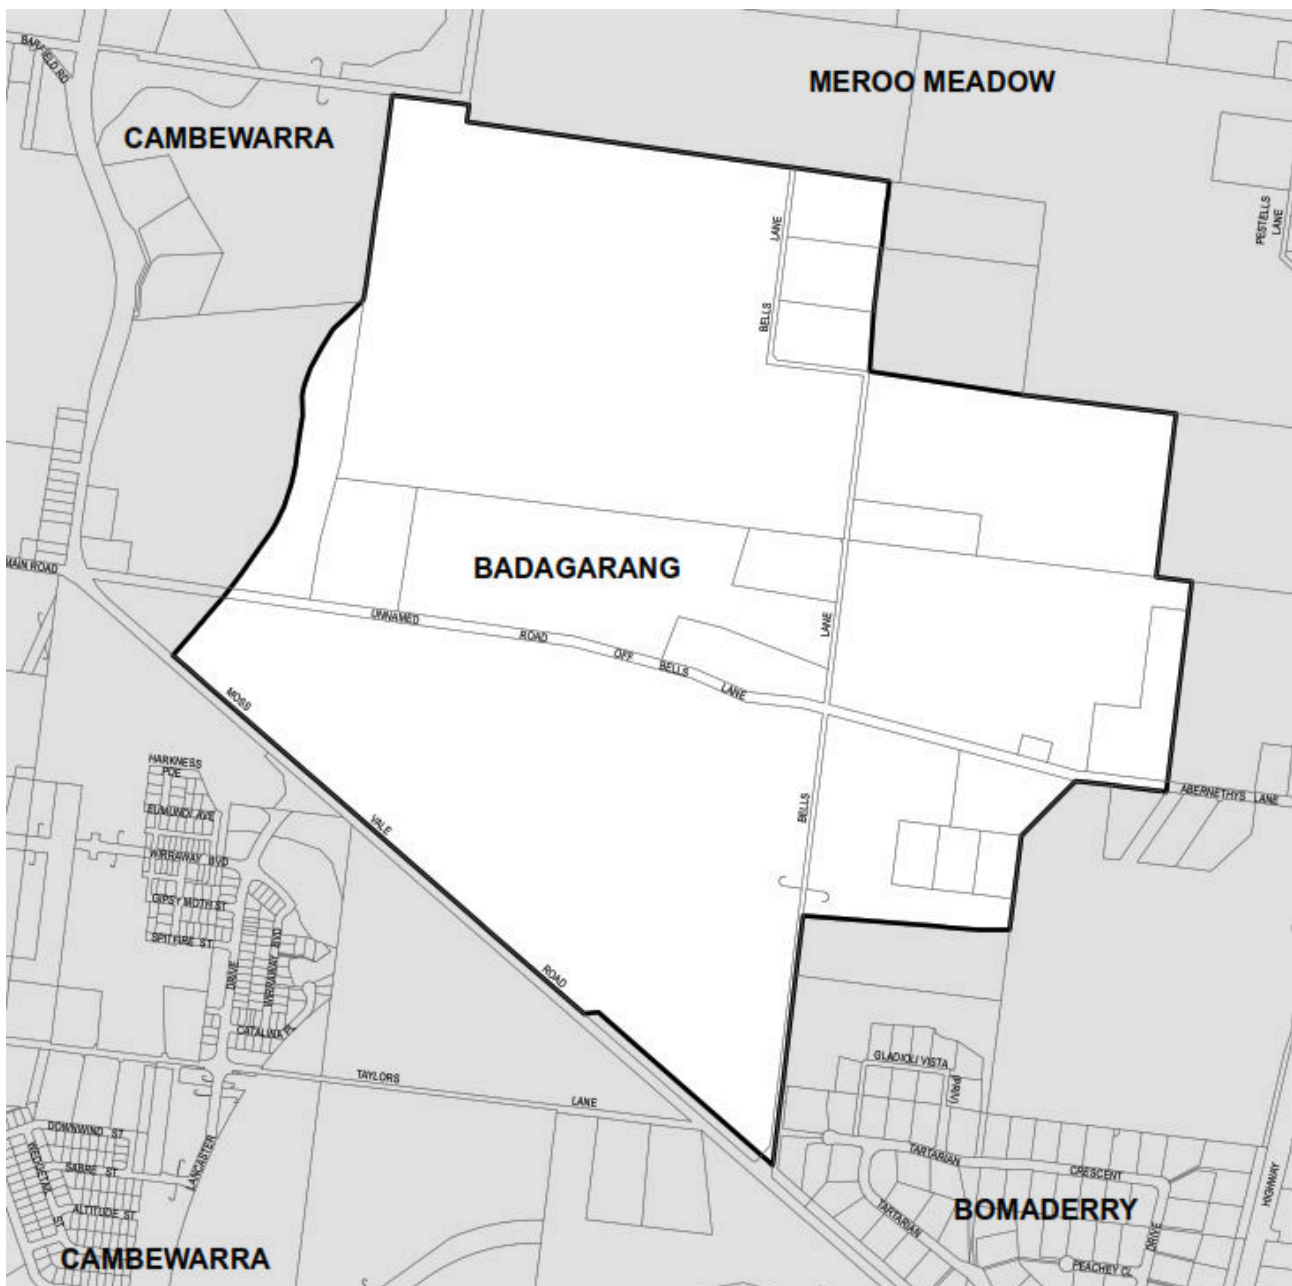 BARFIELD RD
MEROO MEADOW
CAMBEWARRA
PESTELLS
LANE
LANE
BELLS
MAIN ROAD
BADAGARANG
UNNAMED ROAD OFF BELLS LANE
LANE
MOSS VALE ROAD
BELLS
ABERNETHYS LANE
HARKNESS
PDE
EUMUNDI AVE
WIRRAWAY BVD
GIPSY MOTH ST
SPITFIRE ST
DRIVE
WIRRAWAY BVD
CATALINA PL
TAYLORS LANE
GLADIOLI VISTA
(PRIV)
DOWNWIND ST
WEDGETAIL
ST
SABRE ST
LANCASTER
ALTITUDE ST
TARTARIAN CRESCENT
TARTARIAN
DRIVE
HIGHWAY
BOMADERRY
PEACHEY CL
CAMBEWARRA